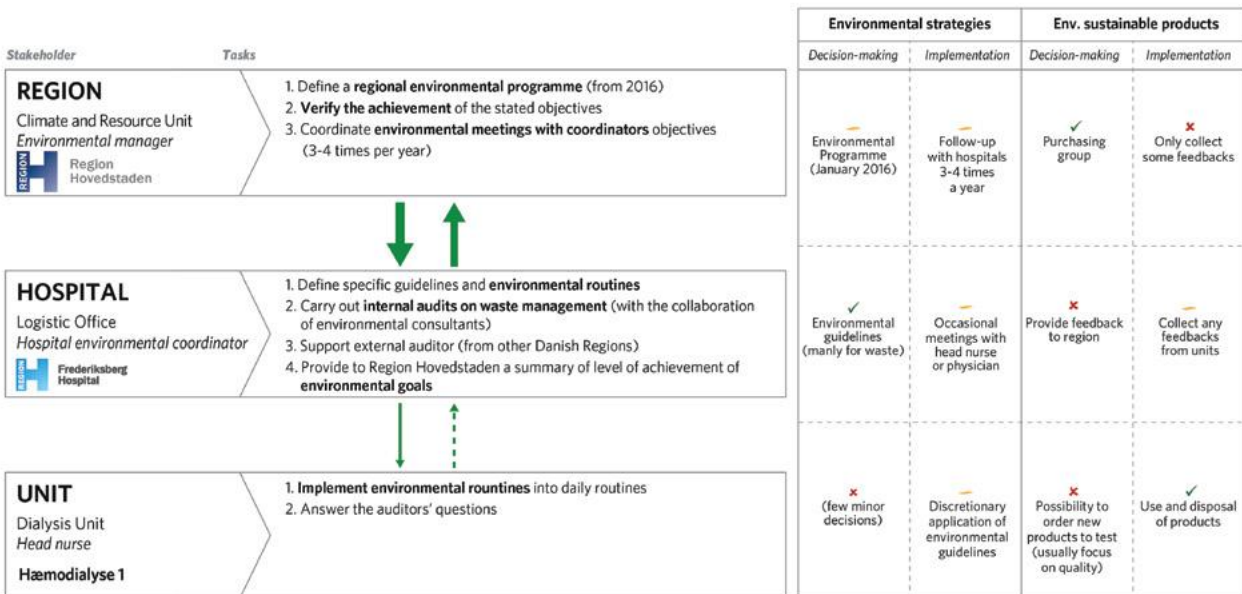 Environmental strategies
Env. sustainable products
Stakeholder
Tasks
Decision-making
Implementation
Decision-making
Implementation
REGION
Climate and Resource Unit
Environmental manager
REGION
H
Region
Hovedstaden
1. Define a regional environmental programme (from 2016)
2. Verify the achievement of the stated objectives
3. Coordinate environmental meetings with coordinators objectives
(3-4 times per year)
Environmental
Programme
(January 2016)
Follow-up
with hospitals
3-4 times
a year
Purchasing
group
Only collect
some feedbacks
HOSPITAL
Logistic Office
Hospital environmental coordinator
REGION
H
Frederiksberg
Hospital
1. Define specific guidelines and environmental routines
2. Carry out internal audits on waste management (with the collaboration
of environmental consultants)
3. Support external auditor (from other Danish Regions)
4. Provide to Region Hovedstaden a summary of level of achievement of
environmental goals
Environmental
guidelines
(manly for waste)
Occasional
meetings with
head nurse
or physician
Provide feedback
to region
Collect any
feedbacks
from units
UNIT
Dialysis Unit
Head nurse
Hæmodialyse 1
1. Implement environmental rountines into daily routines
2. Answer the auditors' questions
(few minor
decisions)
Discretionary
application of
environmental
guidelines
Possibility to
order new
products to test
(usually focus
on quality)
Use and disposal
of products